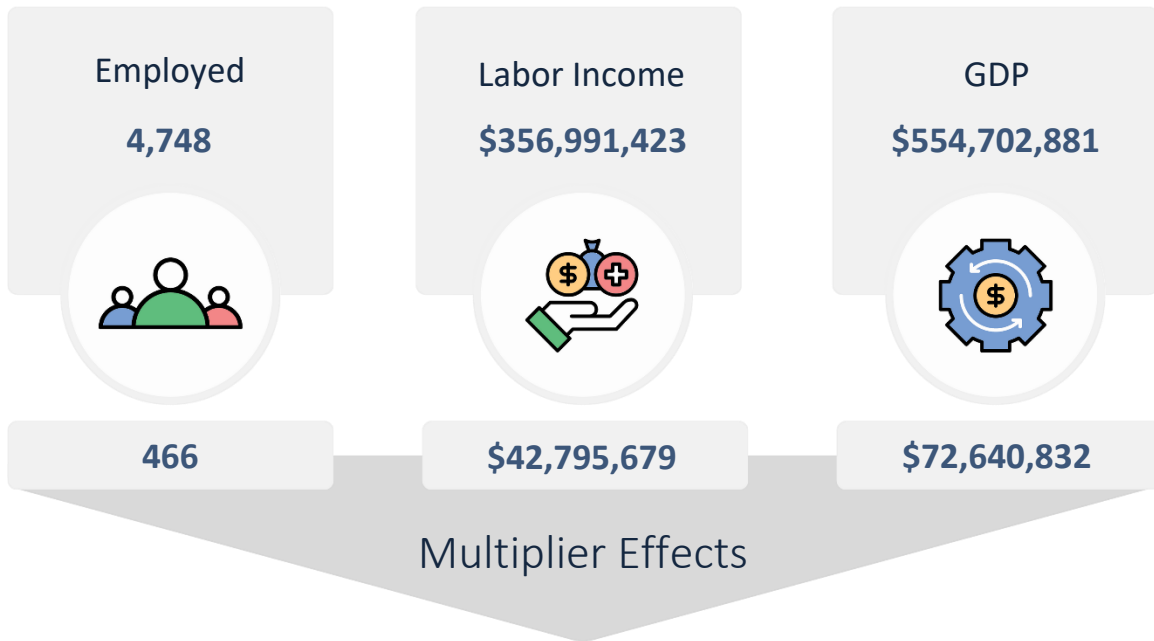 Employed
4,748
Labor Income
$356,991,423
GDP
$554,702,881
$
$
466
$42,795,679
$72,640,832
Multiplier Effects